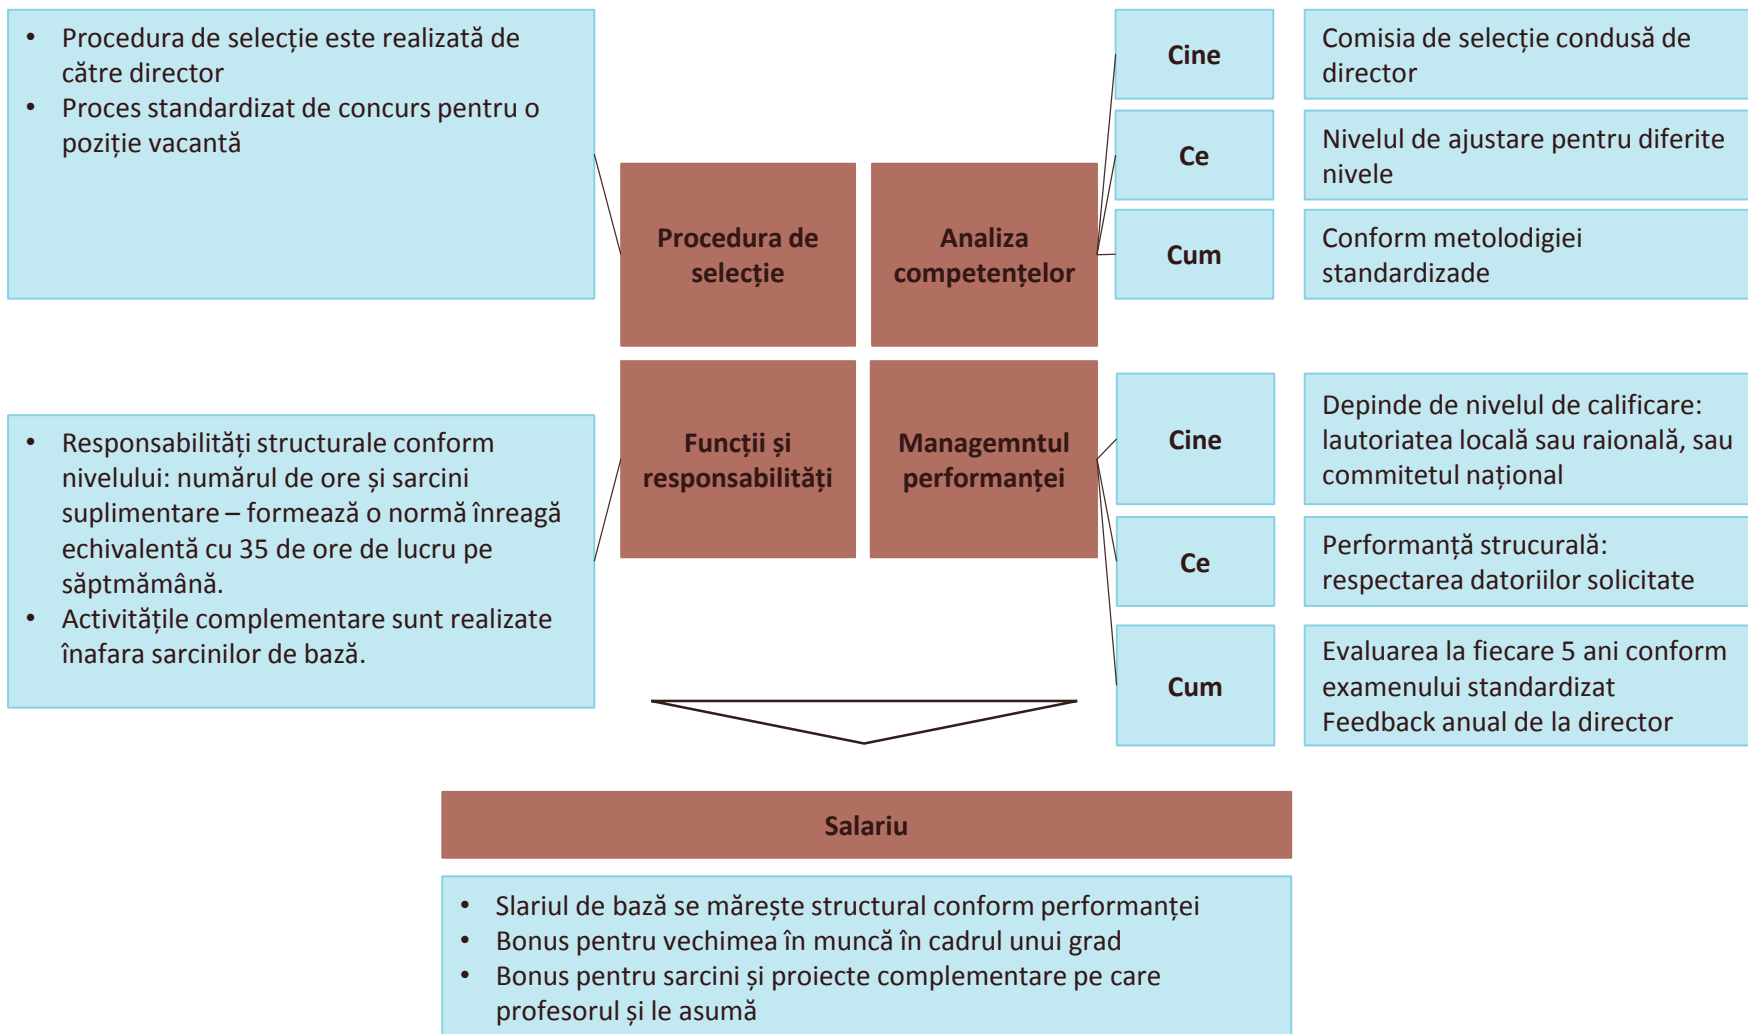 • Procedura de selecție este realizată de
către director
• Proces standardizat de concurs pentru o
poziție vacantă
Procedura de
selecție
Analiza
competențelor
Cine
Comisia de selecție condusă de
director
Ce
Nivelul de ajustare pentru diferite
nivele
Cum
Conform metolodigiei
standardizade
• Responsabilități structurale conform
nivelului: numărul de ore și sarcini
suplimentare – formează o normă înreagă
echivalentă cu 35 de ore de lucru pe
săptmămână.
• Activitățile complementare sunt realizate
înafara sarcinilor de bază.
Funcții și
responsabilități
Managemntul
performanței
Cine
Depinde de nivelul de calificare:
lautoriatea locală sau raională, sau
commitetul național
Ce
Performanță strucurală:
respectarea datoriilor solicitate
Cum
Evaluarea la fiecare 5 ani conform
examenului standardizat
Feedback anual de la director
Salariu
• Slariul de bază se mărește structural conform performanței
• Bonus pentru vechimea în muncă în cadrul unui grad
• Bonus pentru sarcini și proiecte complementare pe care
profesorul și le asumă